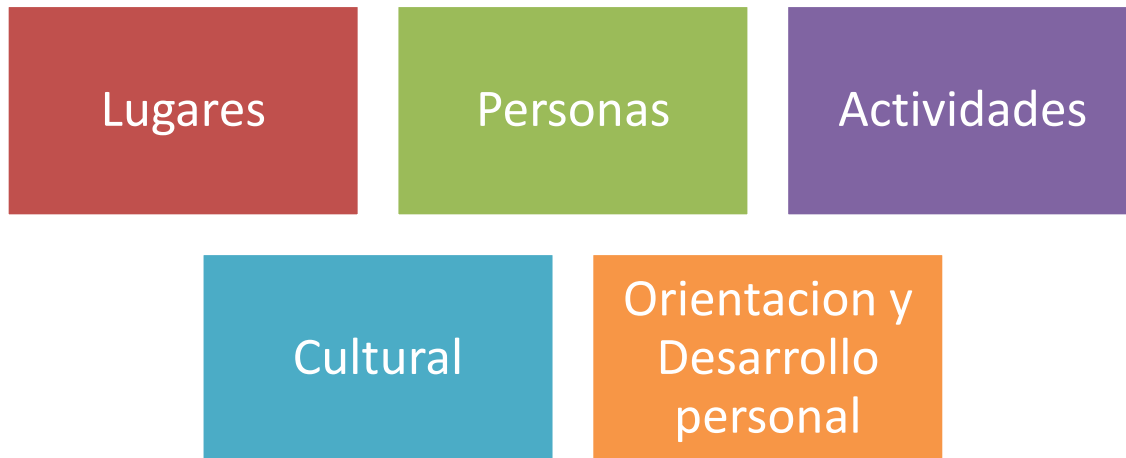 Lugares
Personas
Actividades
Cultural
Orientacion y
Desarrollo
personal